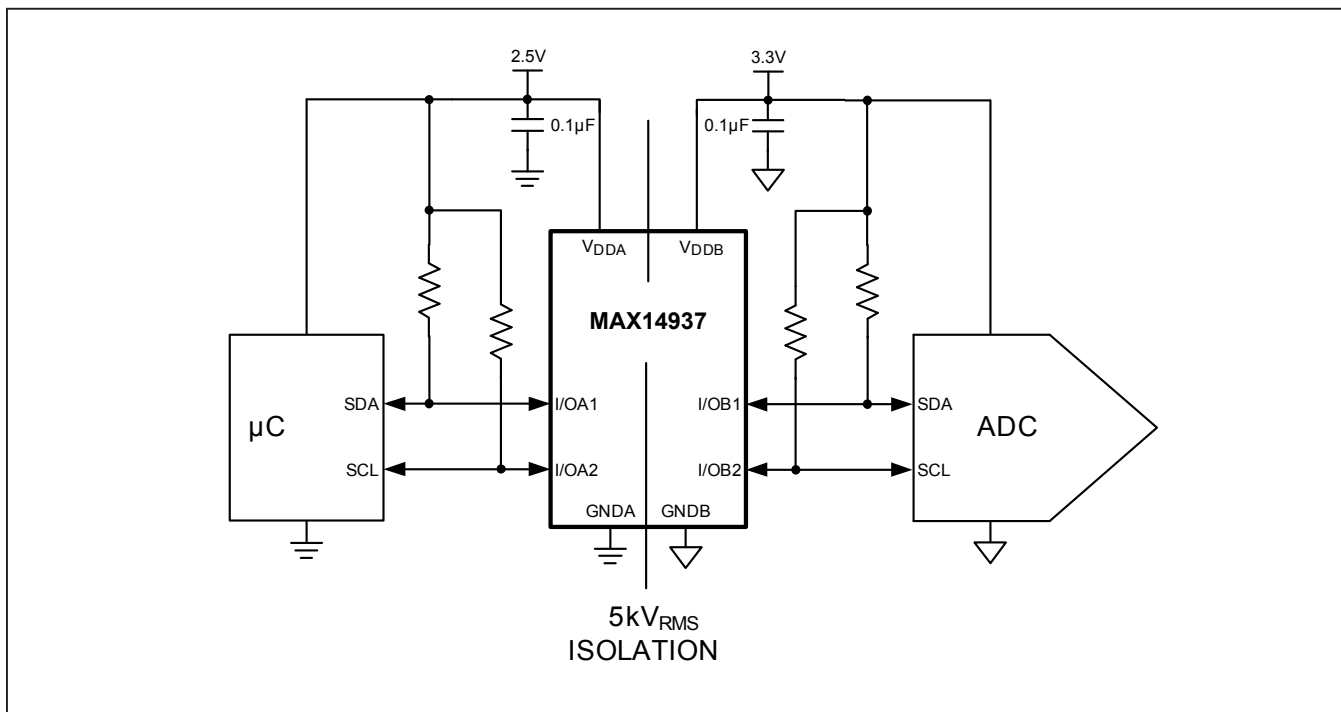 2.5V
3.3V
0.1µF
0.1µF
VDDA
VDDB
MAX14937
µC
SDA
SCL
I/OA1
I/OA2
I/OB1
I/OB2
GNDA
GNDB
SDA
SCL
ADC
5kVRMS
ISOLATION